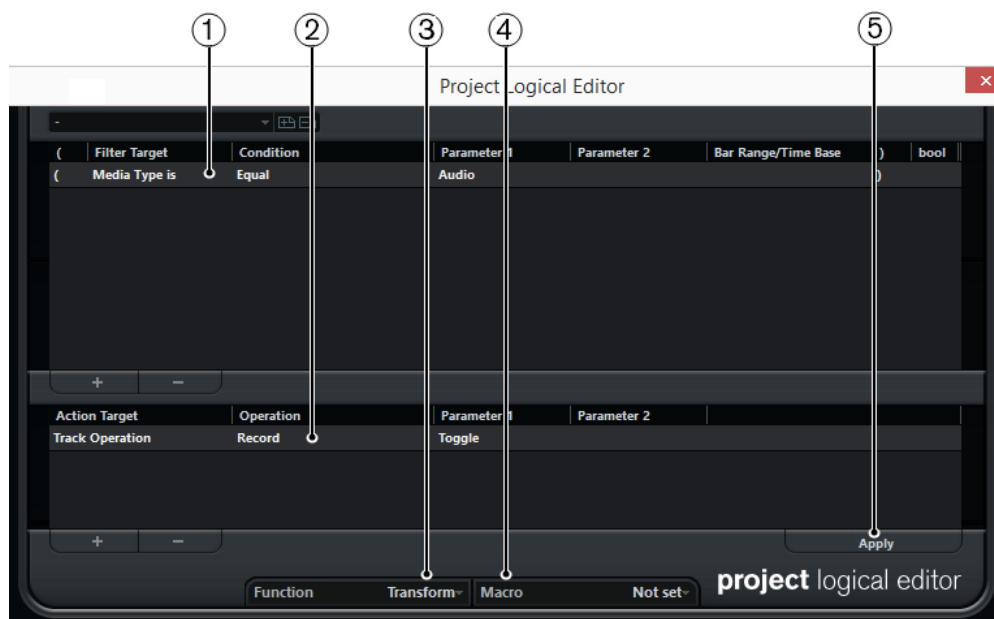 1 2 3 4 5
Project Logical Editor
-
( Filter Target Condition Parameter 1 Parameter 2 Bar Range/Time Base ) bool
( Media Type is Equal Audio )
+ −
Action Target Operation Parameter 1 Parameter 2
Track Operation Record Toggle
+ − Apply
Function Transform Macro Not set project logical editor